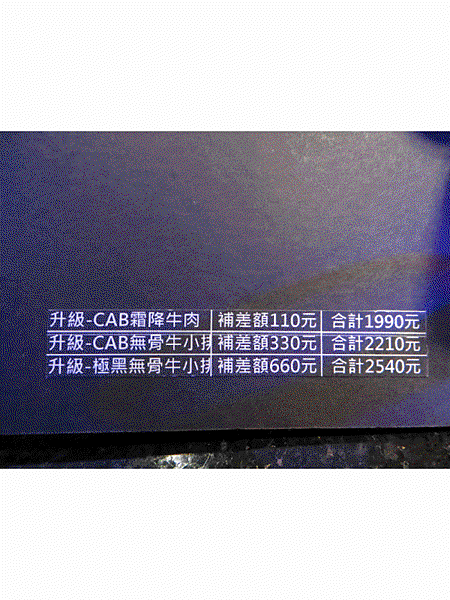 升級-CAB霜降牛肉 補差額110元 合計1990元
升級-CAB無骨牛小排 補差額330元 合計2210元
升級-極黑無骨牛小排 補差額660元 合計2540元